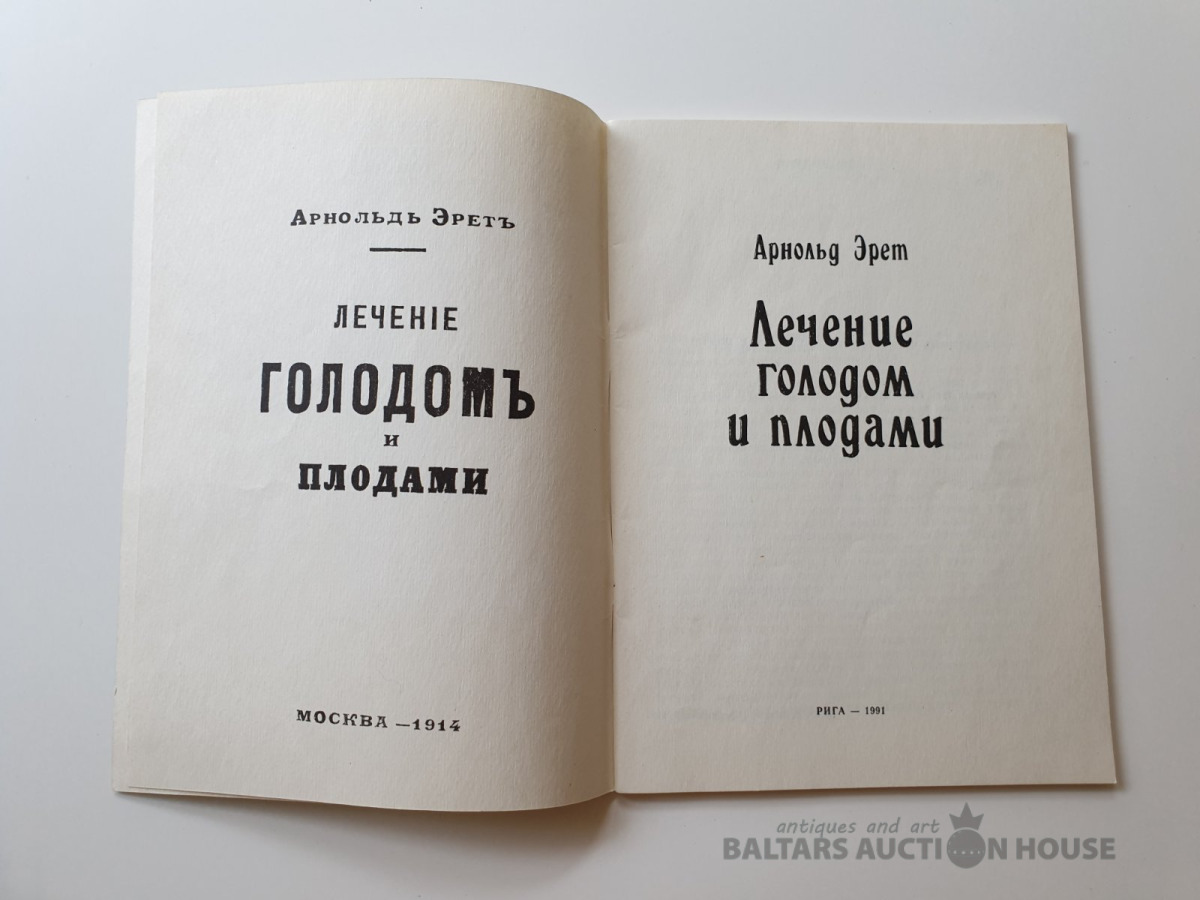 Арнольдь Эретъ
ЛЕЧЕНІЕ
ГОЛОДОМЪ
и
ПЛОДАМИ
МОСКВА — 1914
Арнольд Эрет
Лечение
голодом
и плодами
РИГА — 1991
antiques and art
BALTARS AUCTION HOUSE